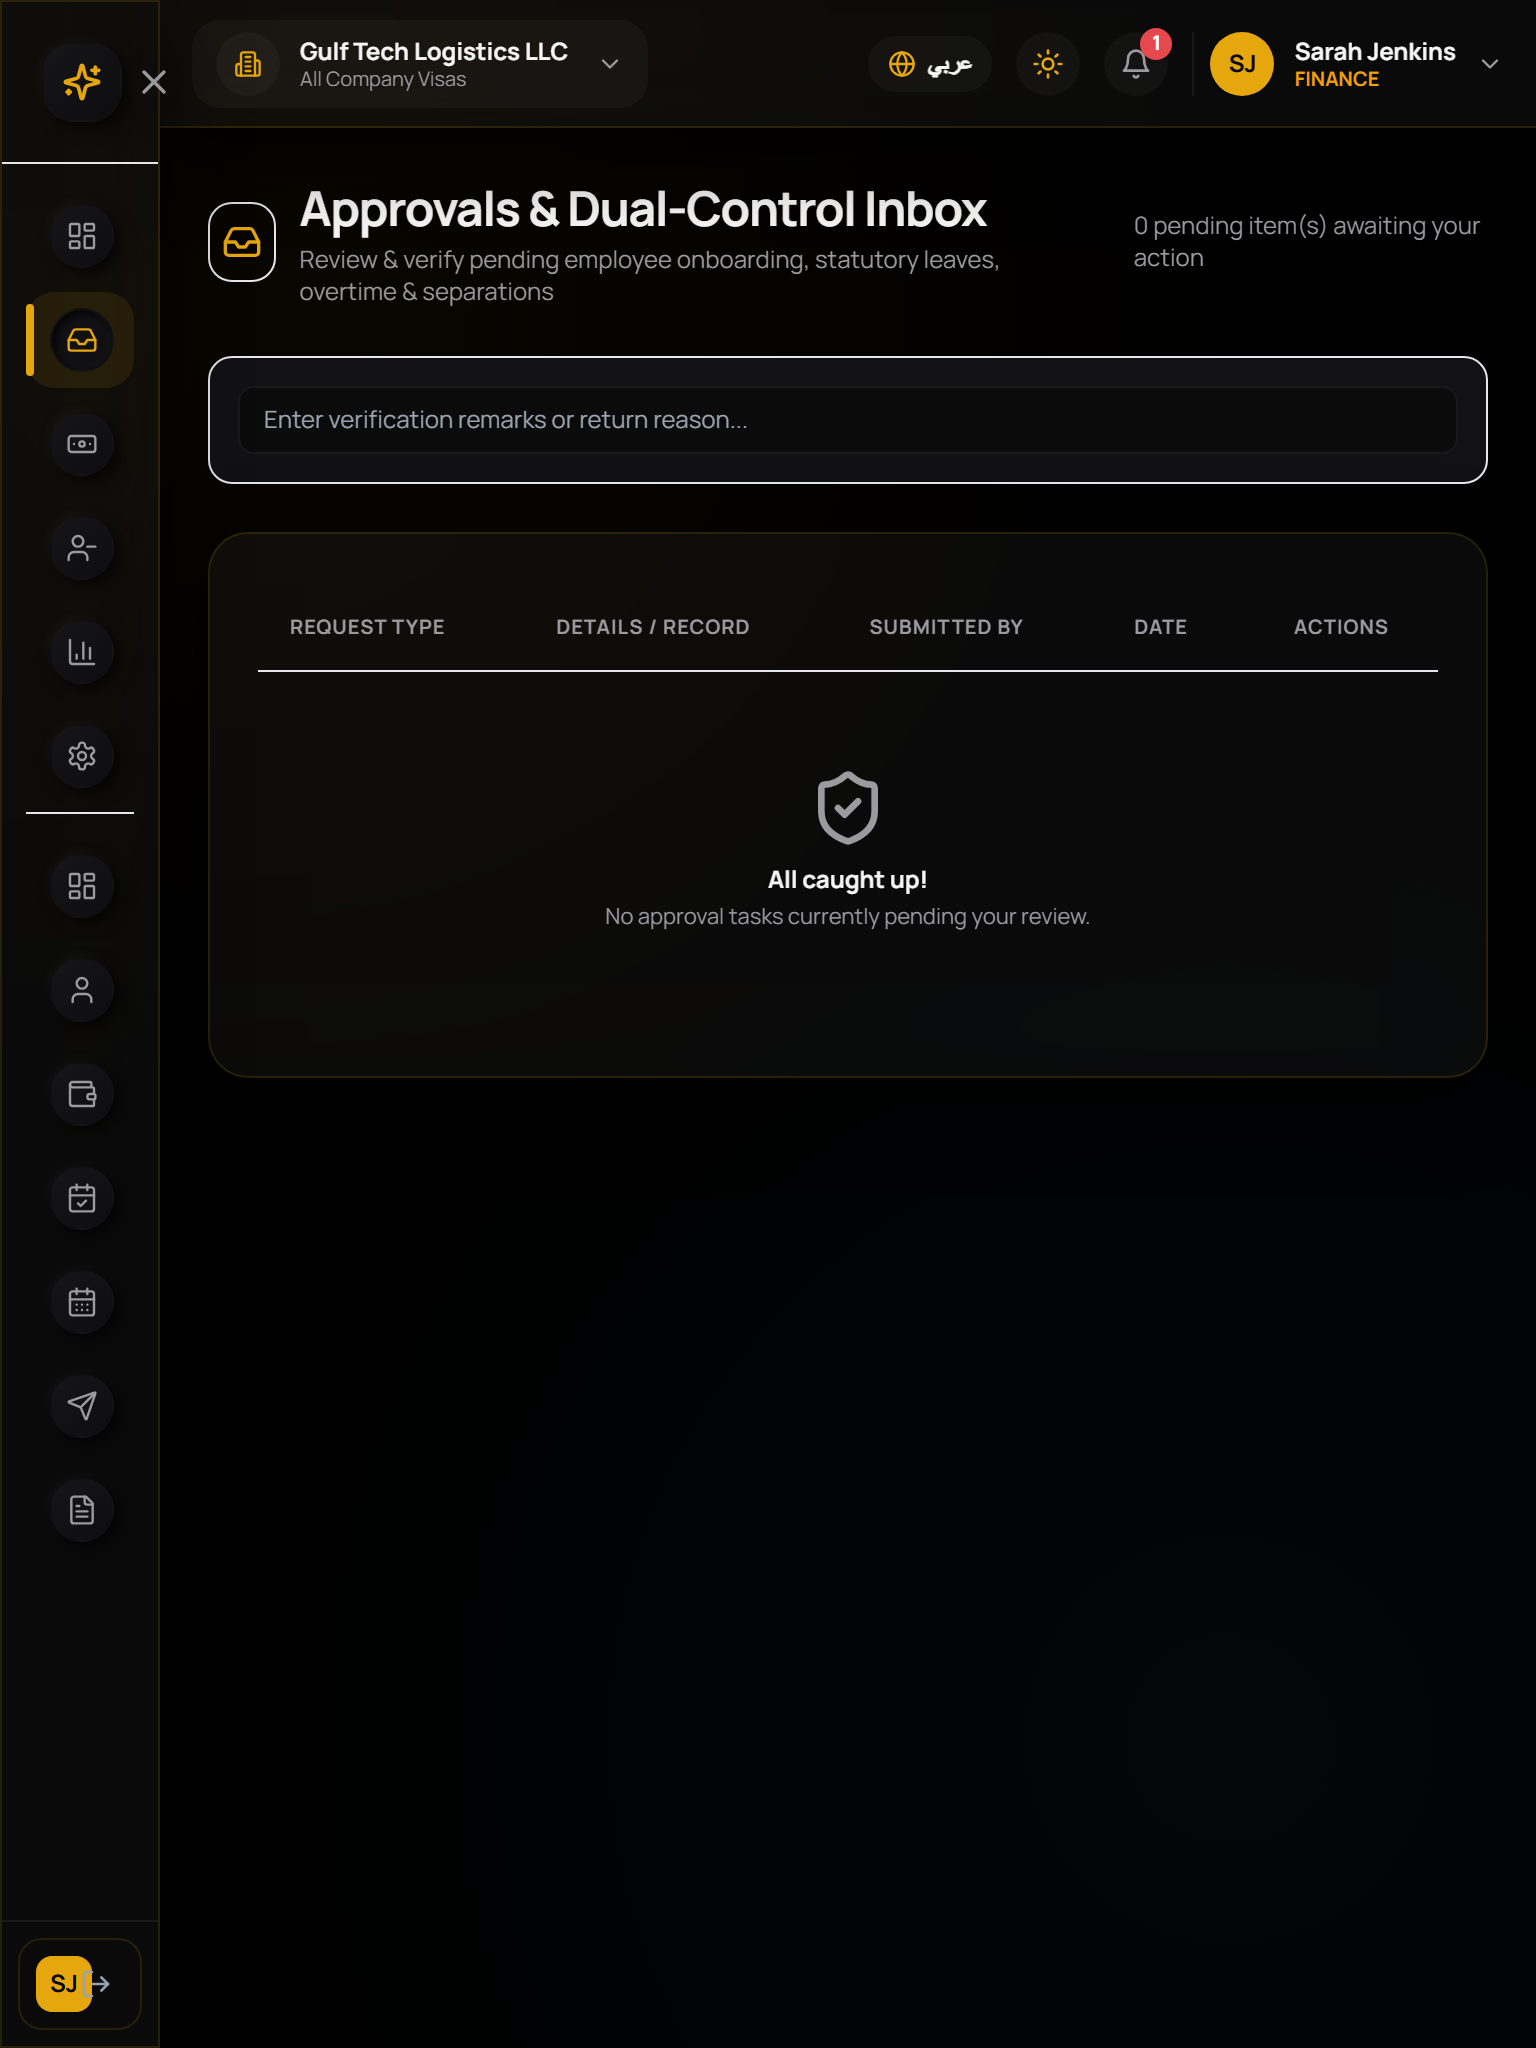 Gulf Tech Logistics LLC
All Company Visas
عربي
1
SJ
Sarah Jenkins
FINANCE
Approvals & Dual-Control Inbox
Review & verify pending employee onboarding, statutory leaves,
overtime & separations
0 pending item(s) awaiting your
action
Enter verification remarks or return reason...
REQUEST TYPE
DETAILS / RECORD
SUBMITTED BY
DATE
ACTIONS
All caught up!
No approval tasks currently pending your review.
SJ